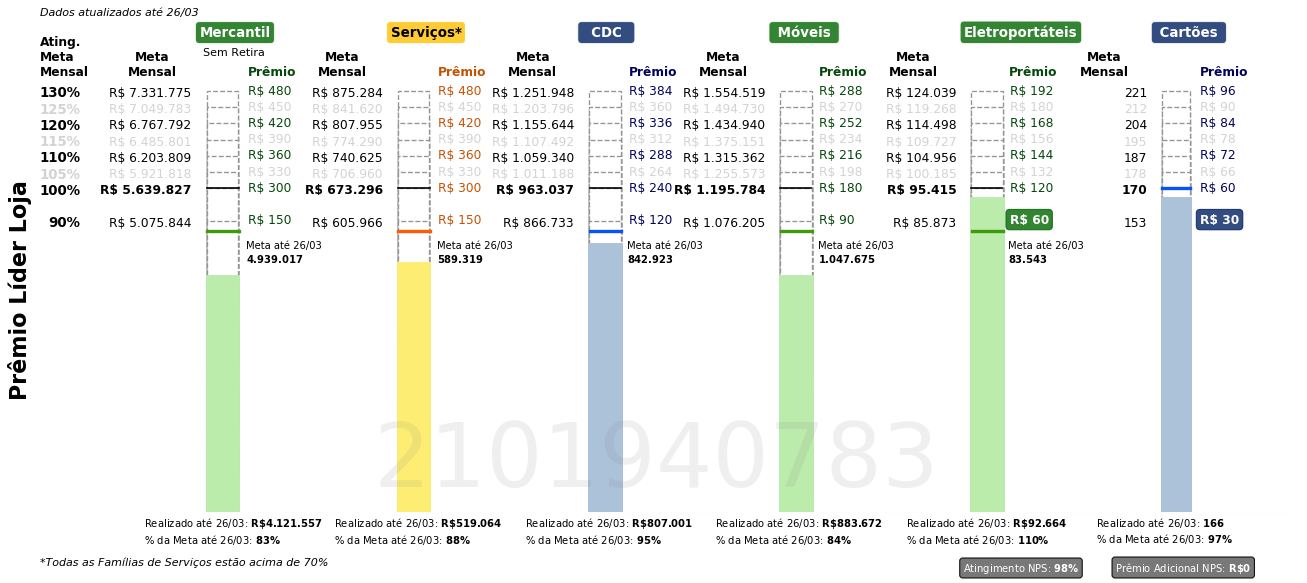 Dados atualizados até 26/03
Mercantil Serviços* CDC Móveis Eletroportáteis Cartões
Sem Retira
Ating. Meta Mensal Meta Mensal Prêmio Meta Mensal Prêmio Meta Mensal Prêmio Meta Mensal Prêmio Meta Mensal Prêmio Meta Mensal Prêmio
130% R$ 7.331.775 R$ 480 R$ 875.284 R$ 480 R$ 1.251.948 R$ 384 R$ 1.554.519 R$ 288 R$ 124.039 R$ 192 221 R$ 96
125% R$ 7.049.783 R$ 450 R$ 841.620 R$ 450 R$ 1.203.796 R$ 360 R$ 1.494.730 R$ 270 R$ 119.268 R$ 180 212 R$ 90
120% R$ 6.767.792 R$ 420 R$ 807.955 R$ 420 R$ 1.155.644 R$ 336 R$ 1.434.940 R$ 252 R$ 114.498 R$ 168 204 R$ 84
115% R$ 6.485.801 R$ 390 R$ 774.290 R$ 390 R$ 1.107.492 R$ 312 R$ 1.375.151 R$ 234 R$ 109.727 R$ 156 195 R$ 78
110% R$ 6.203.809 R$ 360 R$ 740.625 R$ 360 R$ 1.059.340 R$ 288 R$ 1.315.362 R$ 216 R$ 104.956 R$ 144 187 R$ 72
105% R$ 5.921.818 R$ 330 R$ 706.960 R$ 330 R$ 1.011.188 R$ 264 R$ 1.255.573 R$ 198 R$ 100.185 R$ 132 178 R$ 66
100% R$ 5.639.827 R$ 300 R$ 673.296 R$ 300 R$ 963.037 R$ 240 R$ 1.195.784 R$ 180 R$ 95.415 R$ 120 170 R$ 60
90% R$ 5.075.844 R$ 150 R$ 605.966 R$ 150 R$ 866.733 R$ 120 R$ 1.076.205 R$ 90 R$ 85.873 R$ 60 153 R$ 30
Meta até 26/03 Meta até 26/03 Meta até 26/03 Meta até 26/03 Meta até 26/03
4.939.017 589.319 842.923 1.047.675 83.543
Prêmio Líder Loja
2101940783
Realizado até 26/03: R$4.121.557 Realizado até 26/03: R$519.064 Realizado até 26/03: R$807.001 Realizado até 26/03: R$883.672 Realizado até 26/03: R$92.664 Realizado até 26/03: 166
% da Meta até 26/03: 83% % da Meta até 26/03: 88% % da Meta até 26/03: 95% % da Meta até 26/03: 84% % da Meta até 26/03: 110% % da Meta até 26/03: 97%
*Todas as Famílias de Serviços estão acima de 70% Atingimento NPS: 98% Prêmio Adicional NPS: R$0